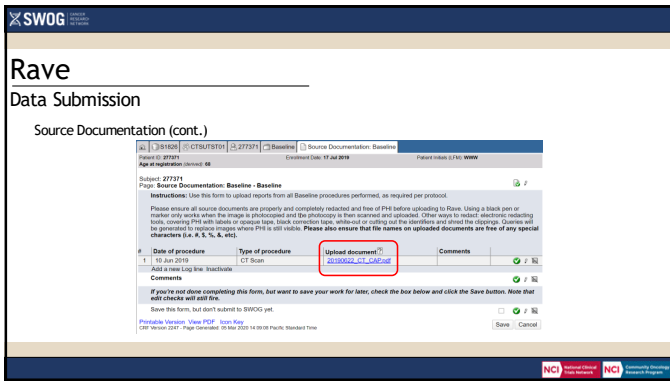 SWOG CANCER RESEARCH NETWORK
Rave
Data Submission
Source Documentation (cont.)
S1826 CTSUTST01 277371 Baseline Source Documentation: Baseline
Patient ID: 277371 Enrollment Date: 17 Jul 2019 Patient Initials (LFM): WWW
Age at registration (derived): 68
Subject: 277371
Page: Source Documentation: Baseline - Baseline
Instructions: Use this form to upload reports from all Baseline procedures performed, as required per protocol.
Please ensure all source documents are properly and completely redacted and free of PHI before uploading to Rave. Using a black pen or
marker only works when the image is photocopied and the photocopy is then scanned and uploaded. Other ways to redact: electronic redacting
tools, covering PHI with labels or opaque tape, black correction tape, white-out or cutting out the identifiers and shred the clippings. Queries will
be generated to replace images where PHI is still visible. Please also ensure that file names on uploaded documents are free of any special
characters (i.e. #, $, %, &, etc).
# Date of procedure Type of procedure Upload document ? Comments
1 10 Jun 2019 CT Scan 20190622_CT_CAP.pdf
Add a new Log line Inactivate
Comments
If you're not done completing this form, but want to save your work for later, check the box below and click the Save button. Note that
edit checks will still fire.
Save this form, but don't submit to SWOG yet.
Printable Version View PDF Icon Key
CRF Version 2247 - Page Generated: 05 Mar 2020 14:09:08 Pacific Standard Time
Save Cancel
NCI National Clinical Trials Network NCI Community Oncology Research Program